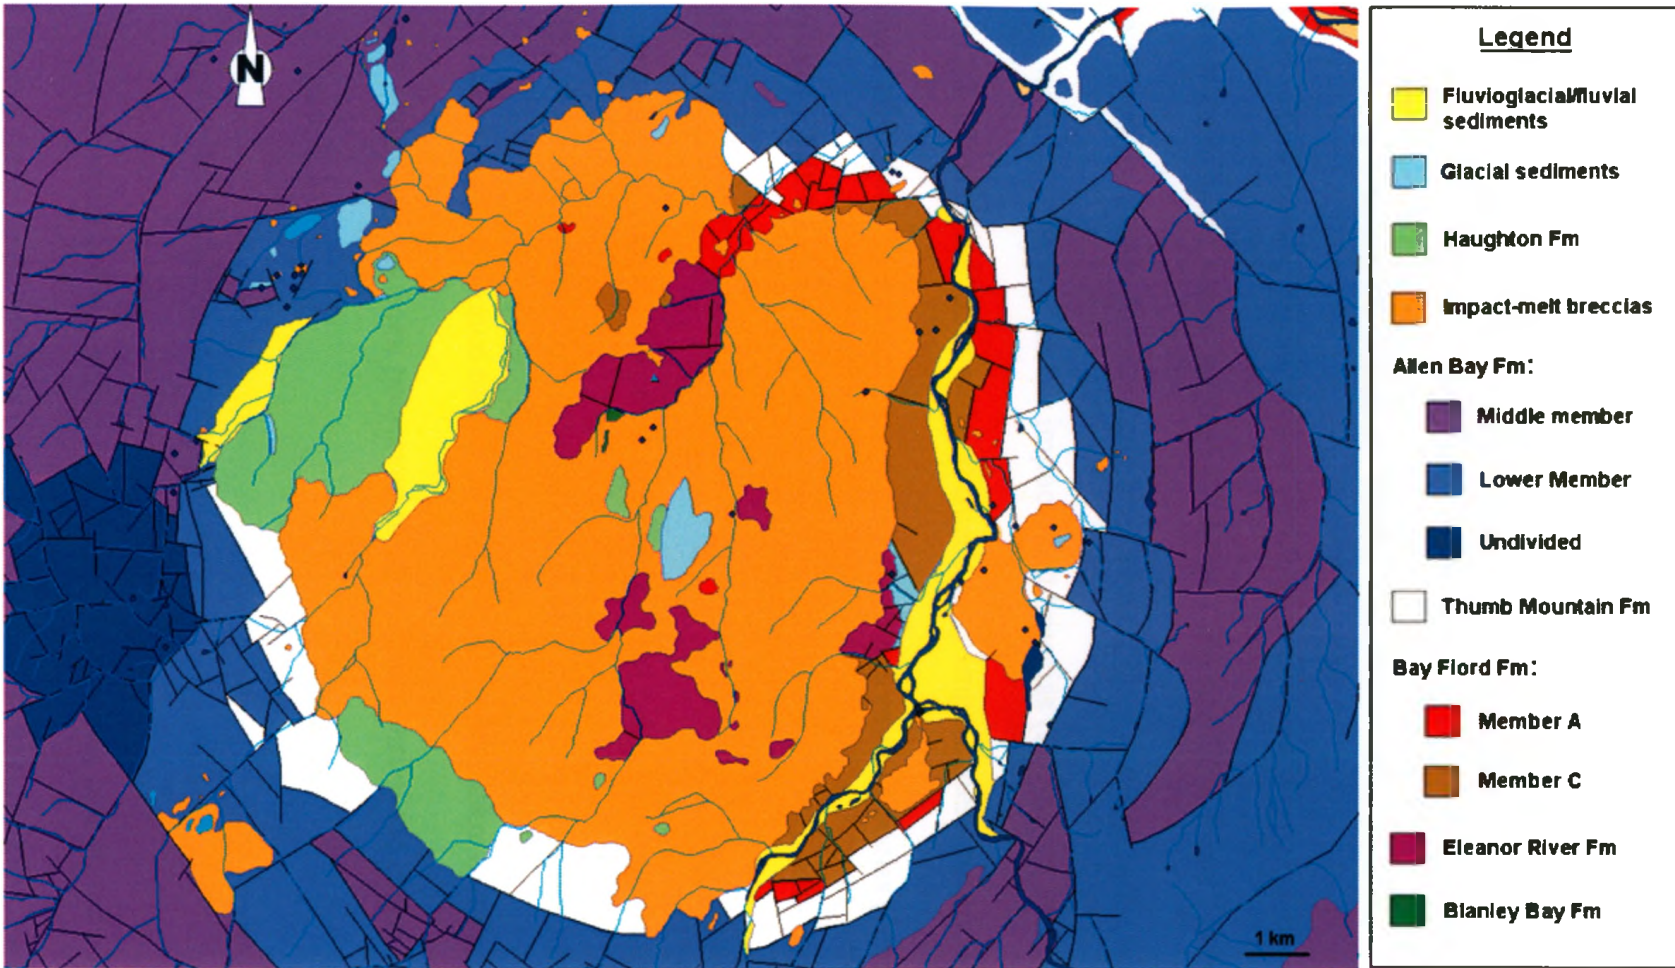 N
1 km
Legend
Fluvioglacial/fluvial
sediments
Glacial sediments
Haughton Fm
Impact-melt breccias
Allen Bay Fm:
Middle member
Lower Member
Undivided
Thumb Mountain Fm
Bay Fiord Fm:
Member A
Member C
Eleanor River Fm
Blanley Bay Fm